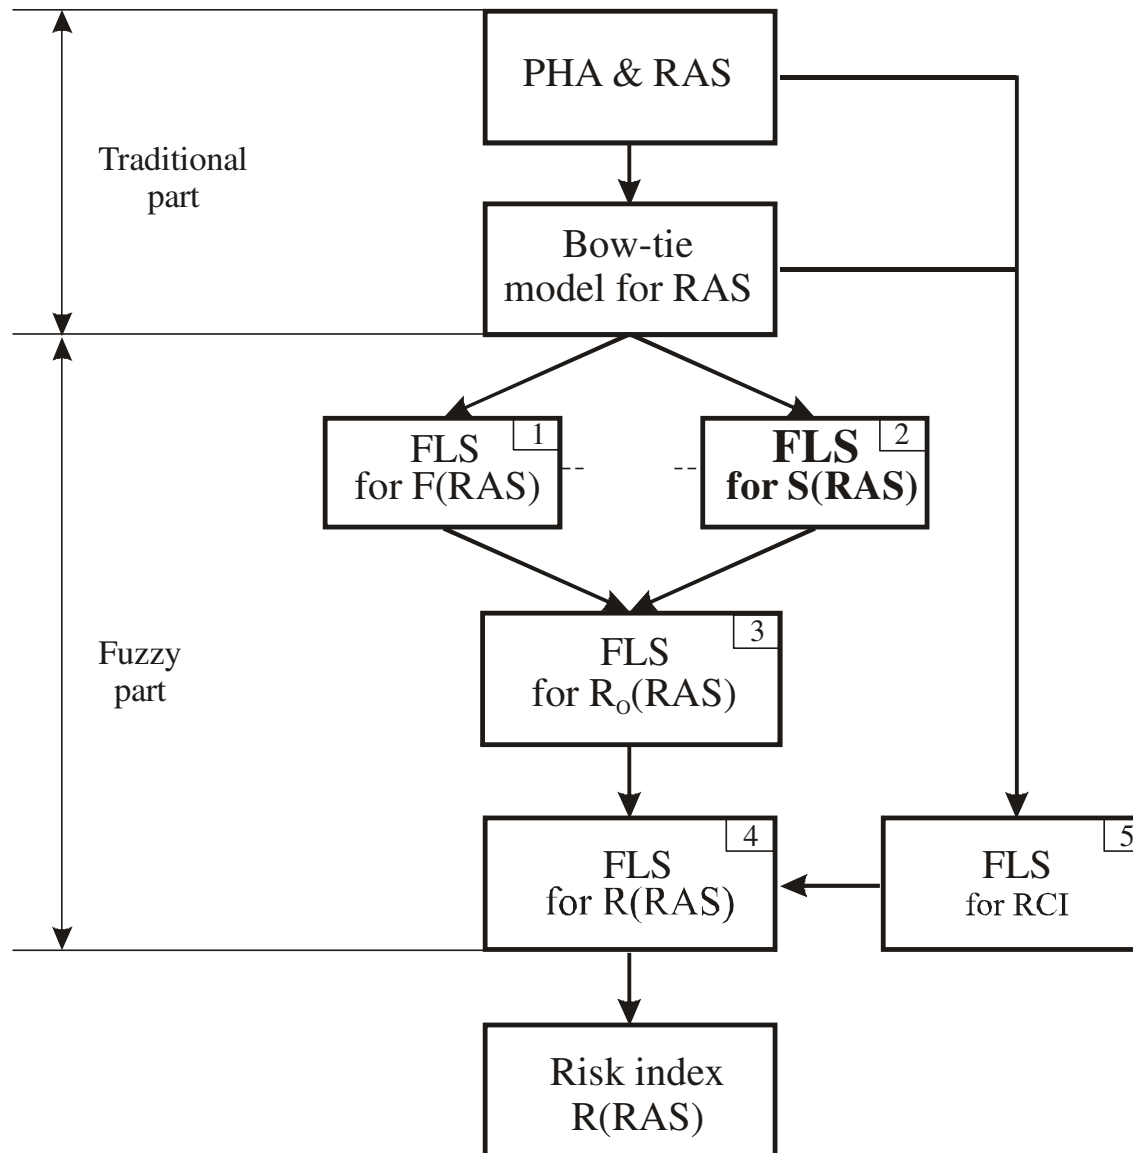 PHA & RAS
Traditional
part
Bow-tie
model for RAS
1
FLS
for F(RAS)
2
FLS
for S(RAS)
3
FLS
for Rₒ(RAS)
Fuzzy
part
4
FLS
for R(RAS)
5
FLS
for RCI
Risk index
R(RAS)